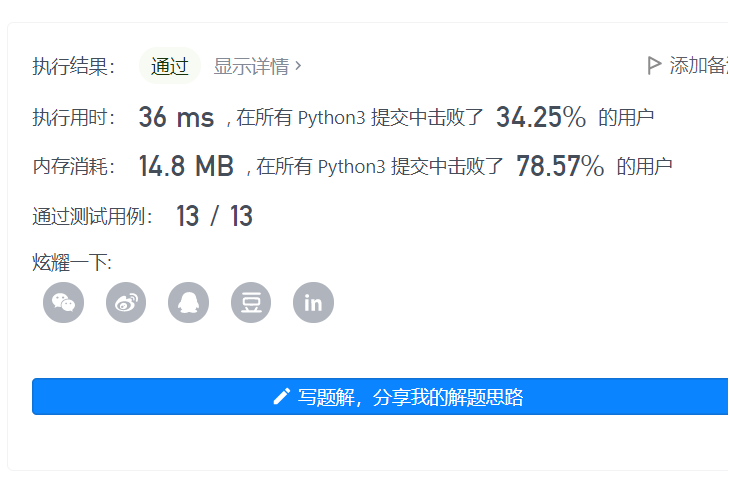 执行结果： 通过 显示详情 › 添加备
执行用时： 36 ms , 在所有 Python3 提交中击败了 34.25% 的用户
内存消耗： 14.8 MB , 在所有 Python3 提交中击败了 78.57% 的用户
通过测试用例： 13 / 13
炫耀一下:
豆 in
写题解，分享我的解题思路